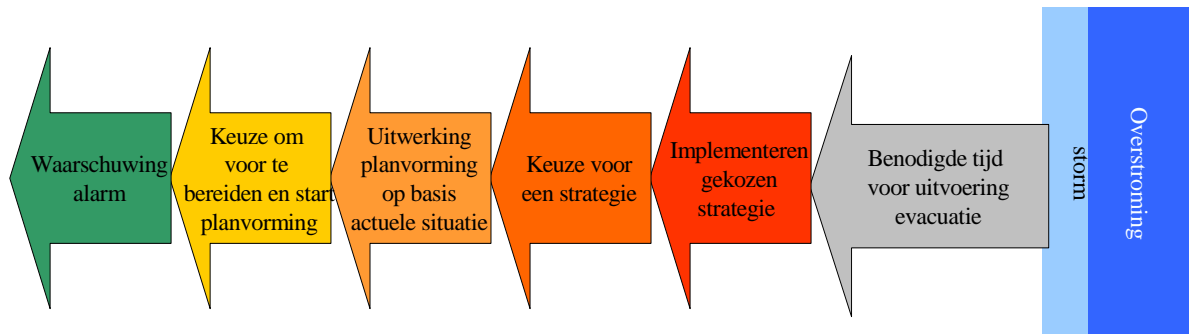 Waarschuwing
alarm
Keuze om
voor te
bereiden en start
planvorming
Uitwerking
planvorming
op basis
actuele situatie
Keuze voor
een strategie
Implementeren
gekozen
strategie
Benodigde tijd
voor uitvoering
evacuatie
storm
Overstroming